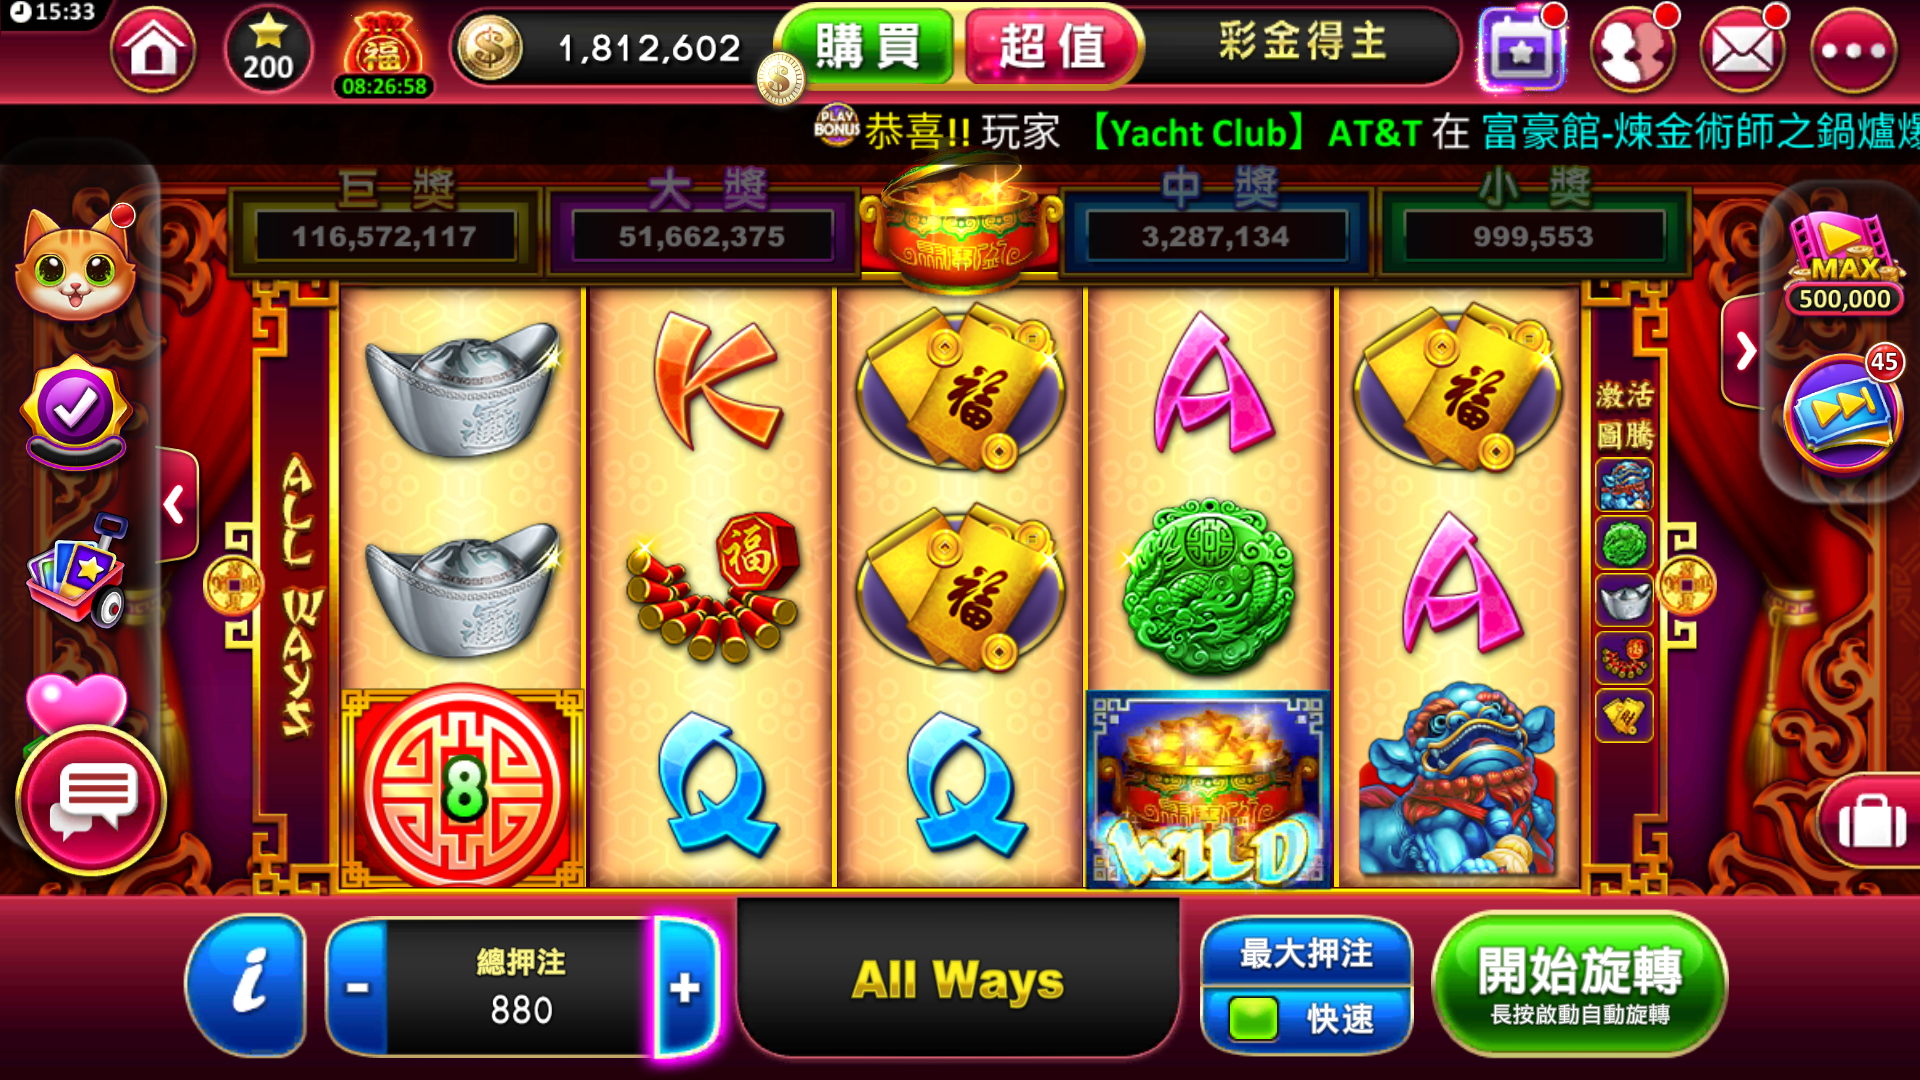 15:33
200
福
08:26:58
1,812,602
購買
超值
彩金得主
PLAY BONUS
恭喜!! 玩家 【Yacht Club】 AT&T 在 富豪館-煉金術師之鍋爐爆
巨獎
大獎
中獎
小獎
116,572,117
51,662,375
3,287,134
999,553
MAX
500,000
45
ALL WAYS
K
福
A
福
激活
圖騰
福
福
A
8
Q
Q
WILD
i
-
總押注
880
+
All Ways
最大押注
快速
開始旋轉
長按啟動自動旋轉